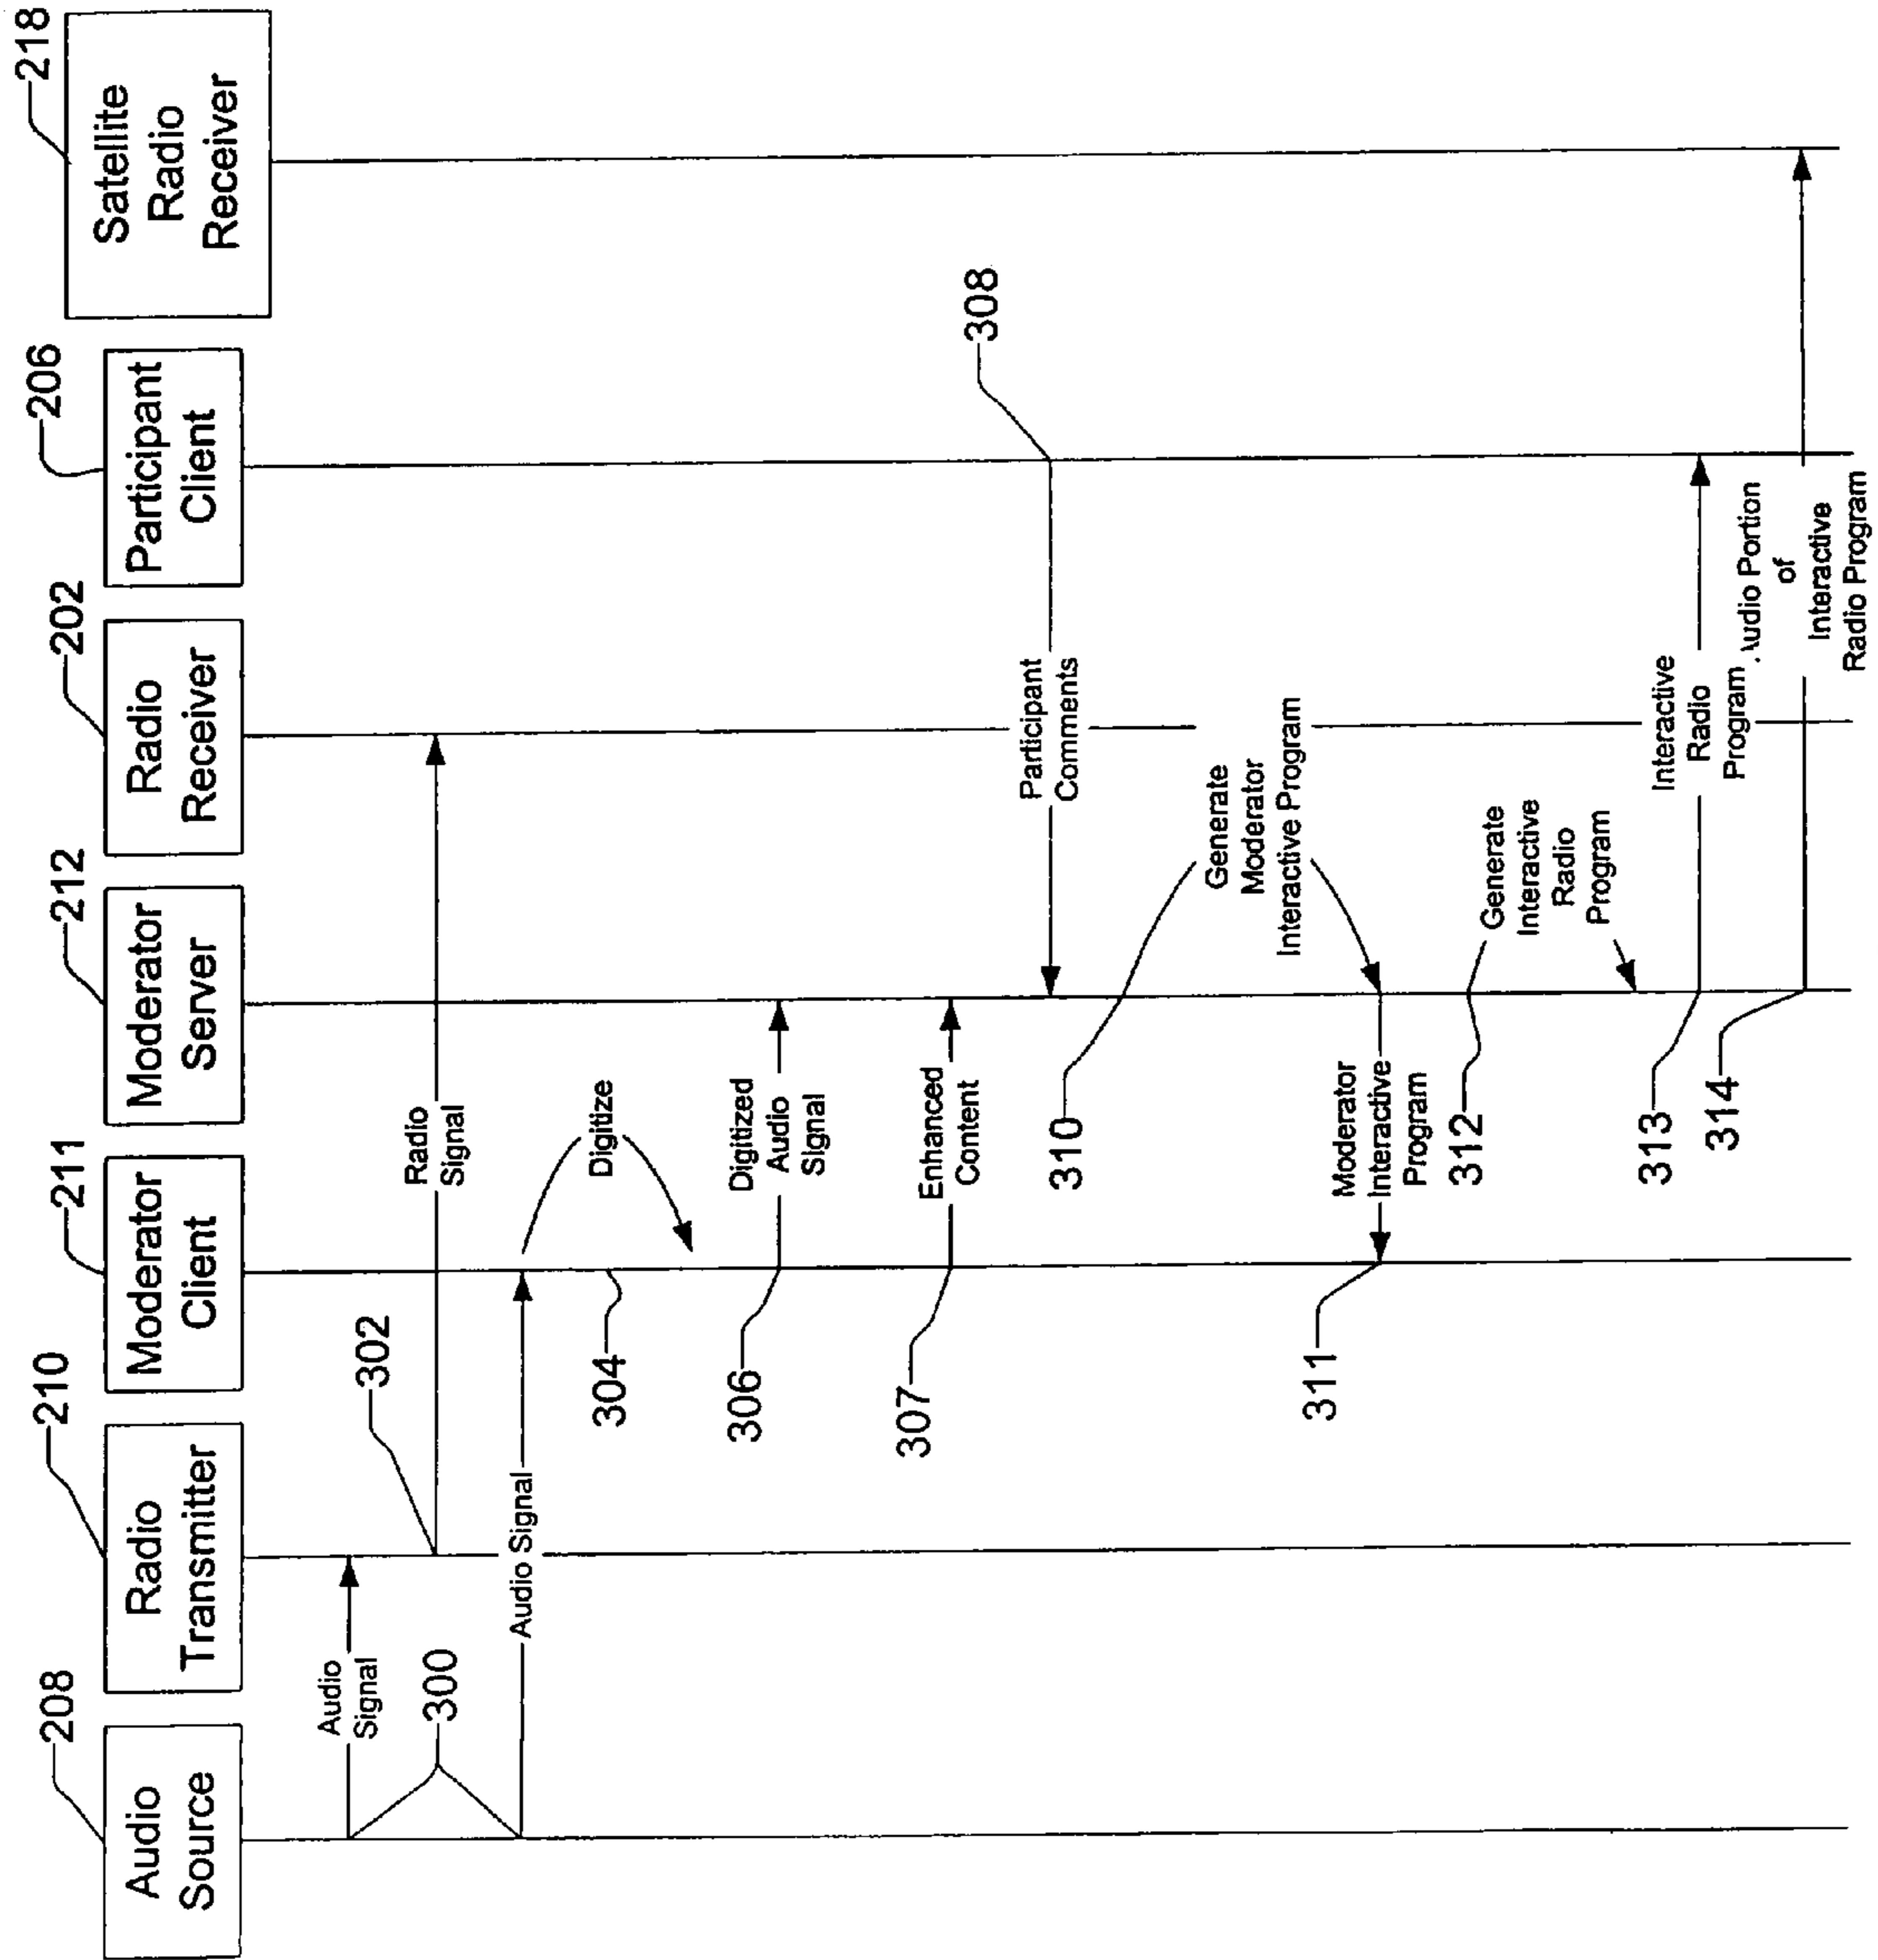 208
Audio
Source
210
Radio
Transmitter
211
Moderator
Client
212
Moderator
Server
202
Radio
Receiver
206
Participant
Client
218
Satellite
Radio
Receiver
Audio
Signal
300
302
Radio
Signal
Audio Signal
Digitize
304
306
Digitized
Audio
Signal
307
Enhanced
Content
308
Participant
Comments
310
Generate
Moderator
Interactive Program
311
Moderator
Interactive
Program
312
Generate
Interactive
Radio
Program
313
Interactive
Radio
Program
314
Audio Portion
of
Interactive
Radio Program